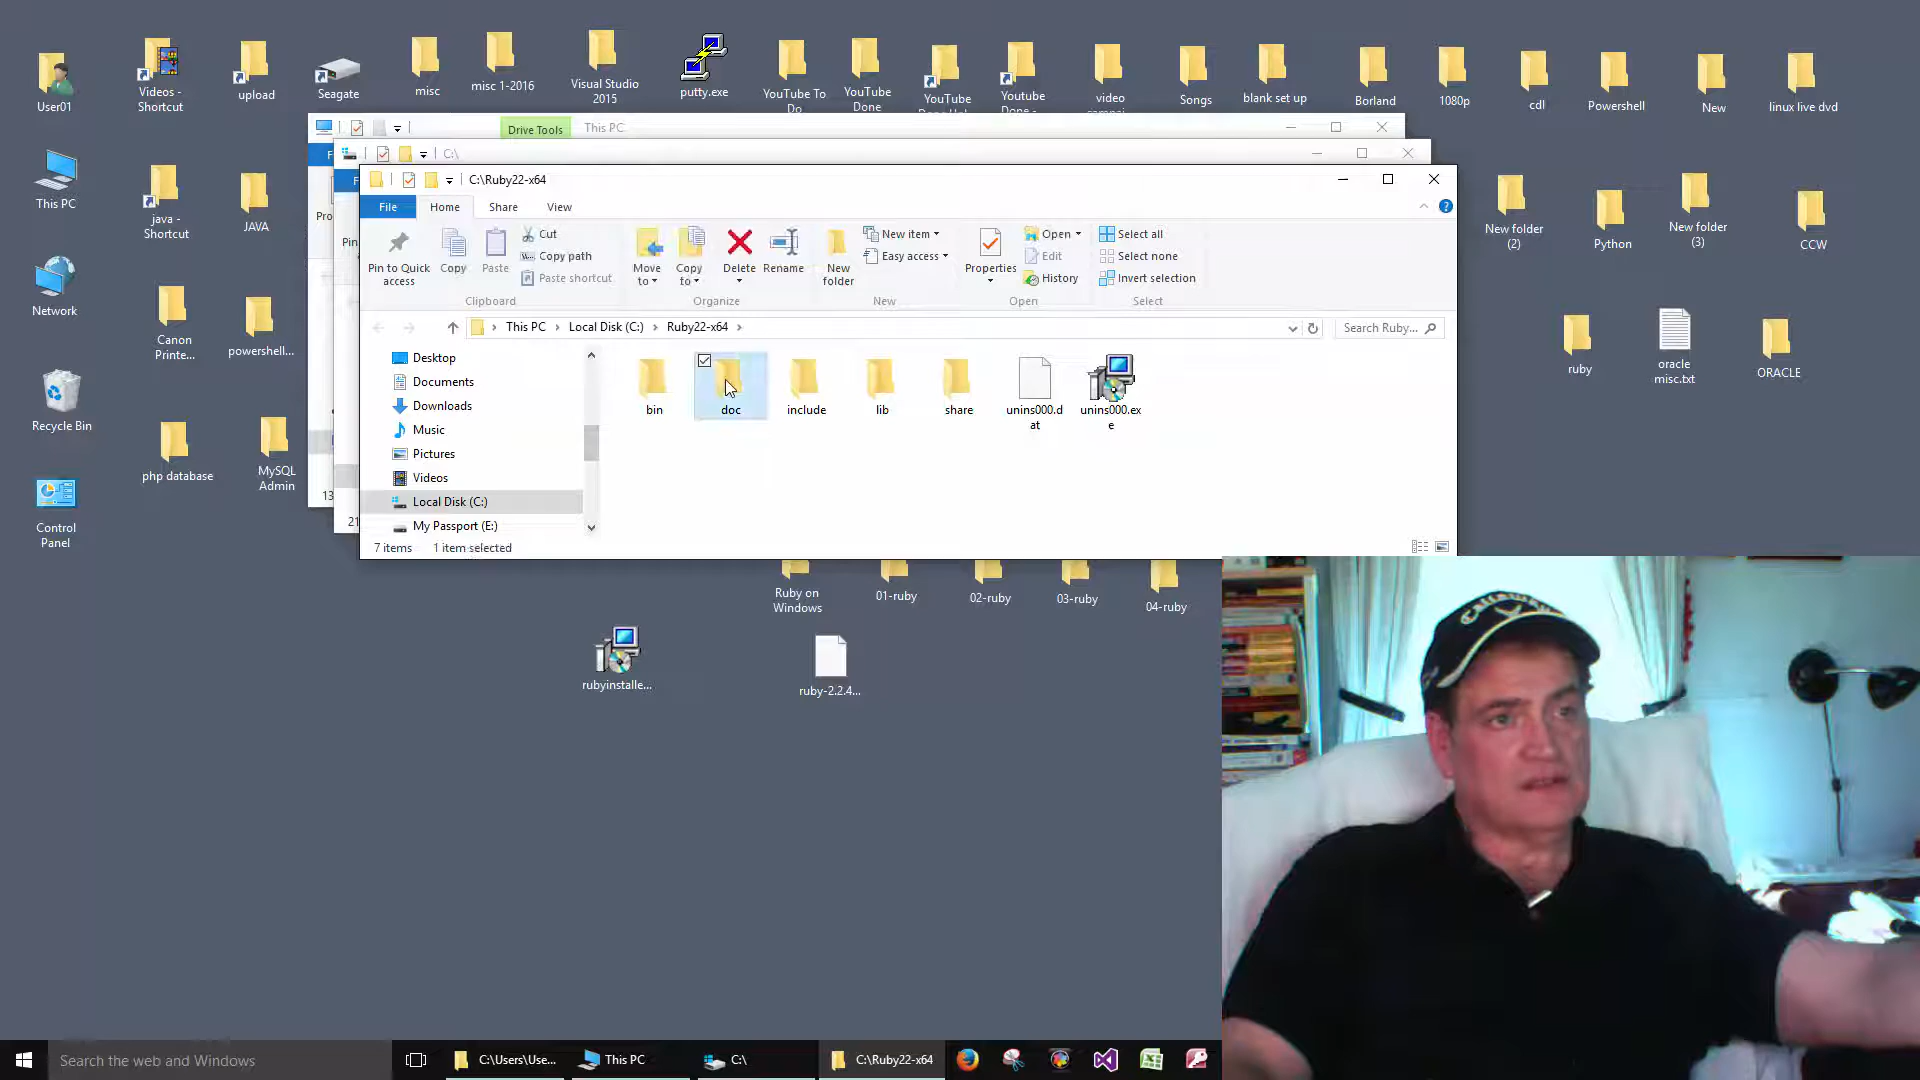 User01
Videos -
Shortcut
upload
Seagate
misc
misc 1-2016
Visual Studio
2015
putty.exe
YouTube To
Do
YouTube
Done
YouTube
Youtube
video
Songs
blank set up
Borland
1080p
cdl
Powershell
New
linux live dvd
Drive Tools
This PC
C:\
C:\Ruby22-x64
File
Home
Share
View
Pin to Quick
access
Copy
Paste
Cut
Copy path
Paste shortcut
Clipboard
Move
to
Copy
to
Delete
Rename
Organize
New
folder
New item
Easy access
New
Properties
Open
Edit
History
Open
Select all
Select none
Invert selection
Select
This PC
Local Disk (C:)
Ruby22-x64
Search Ruby...
Desktop
Documents
Downloads
Music
Pictures
Videos
Local Disk (C:)
My Passport (E:)
bin
doc
include
lib
share
unins000.d
at
unins000.ex
e
7 items
1 item selected
This PC
java -
Shortcut
JAVA
New folder
(2)
Python
New folder
(3)
CCW
Network
Canon
Printe...
powershell...
ruby
oracle
misc.txt
ORACLE
Recycle Bin
php database
MySQL
Admin
Control
Panel
Ruby on
Windows
01-ruby
02-ruby
03-ruby
04-ruby
rubyinstalle...
ruby-2.2.4...
Search the web and Windows
C:\Users\Use...
This PC
C:\
C:\Ruby22-x64